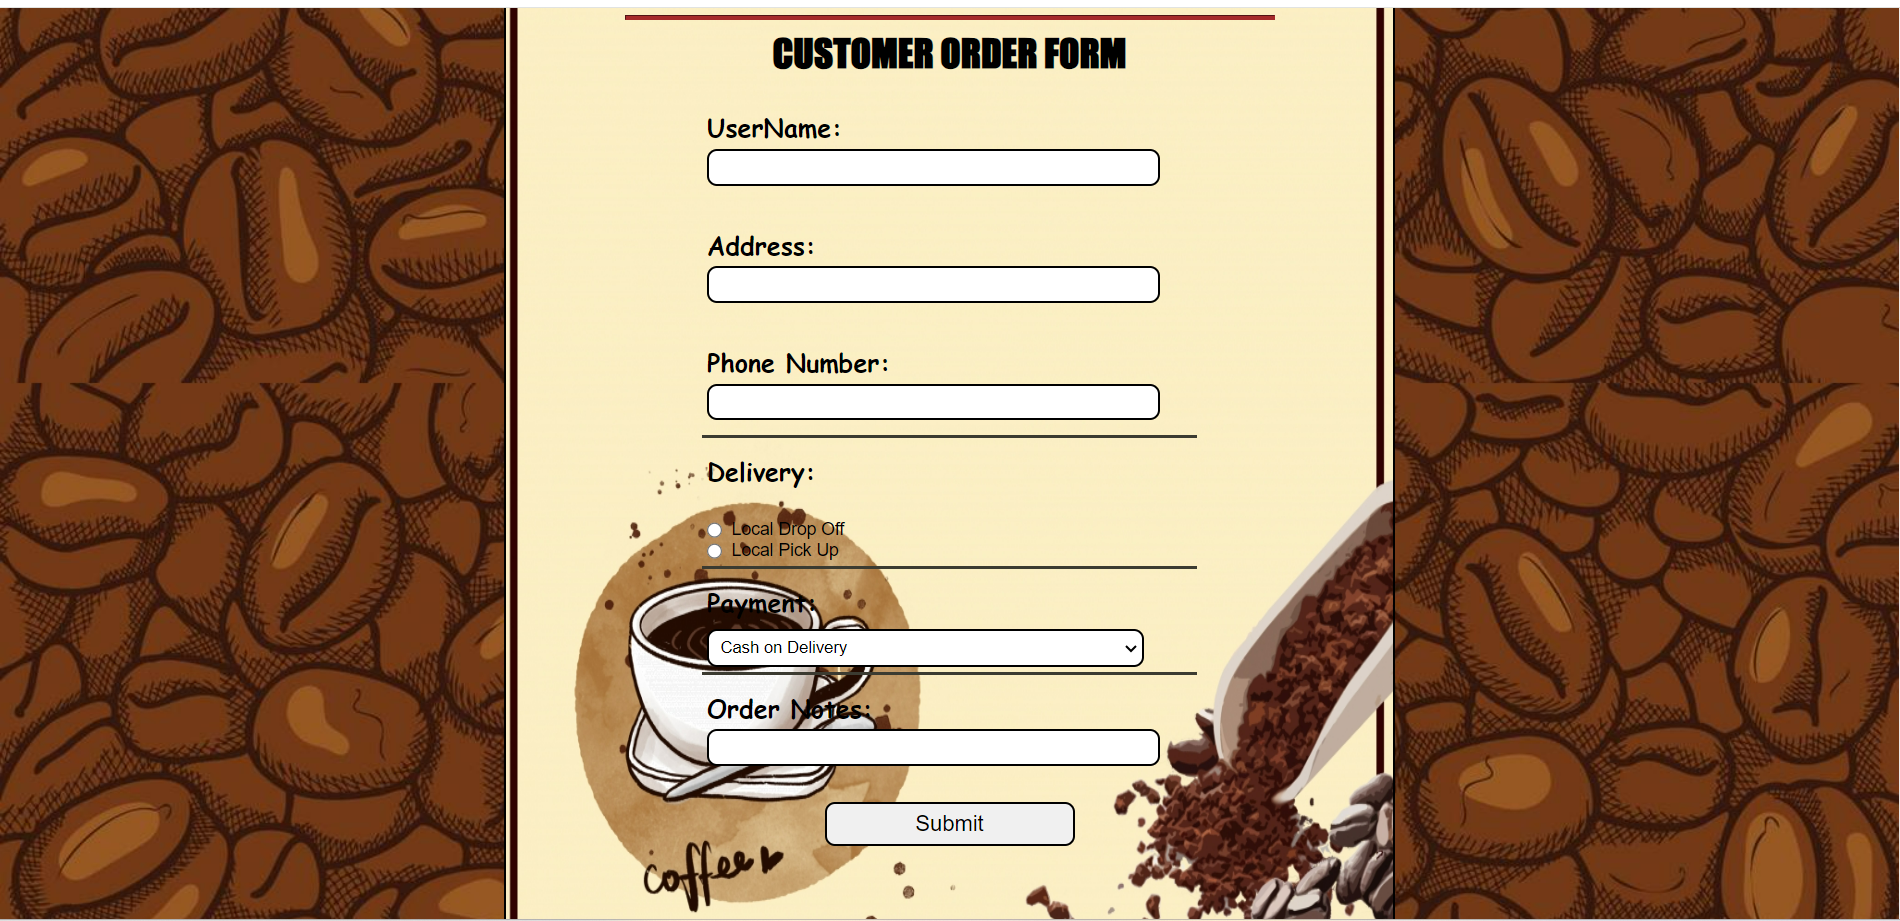 CUSTOMER ORDER FORM
UserName:
Address:
Phone Number:
Delivery:
Local Drop Off
Local Pick Up
Payment:
Cash on Delivery
Order Notes:
Submit
coffee